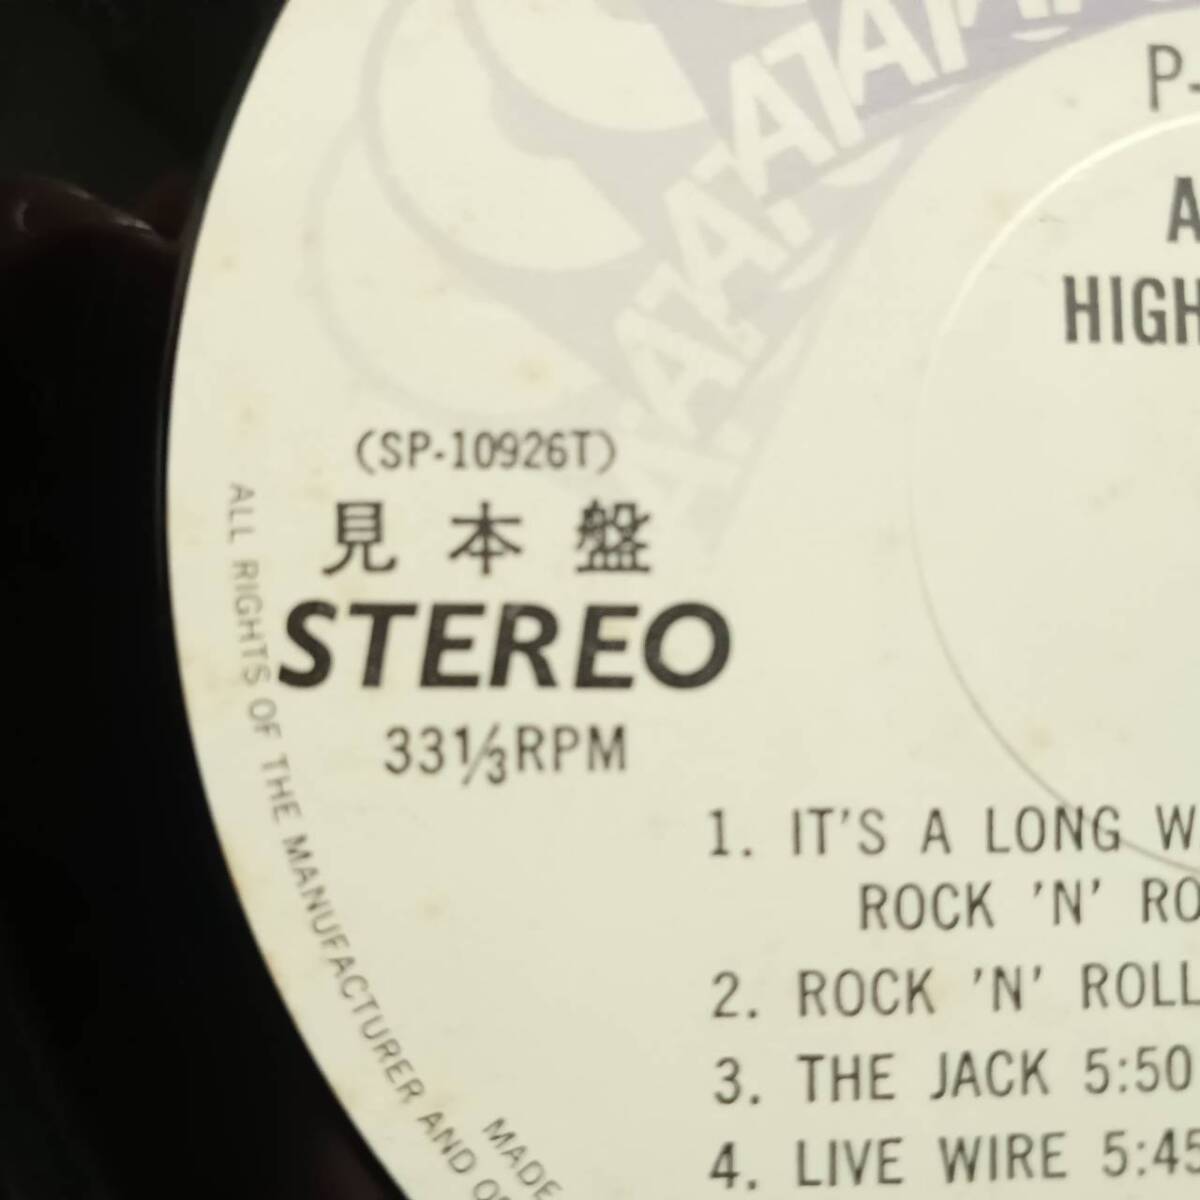 P-
A
HIGH
(SP-10926T)
見本盤
STEREO
33⅓RPM
1. IT'S A LONG W
ROCK 'N' RO
2. ROCK 'N' ROLL
3. THE JACK 5:50
4. LIVE WIRE 5:45
ALL RIGHTS OF THE MANUFACTURER AND
MADE